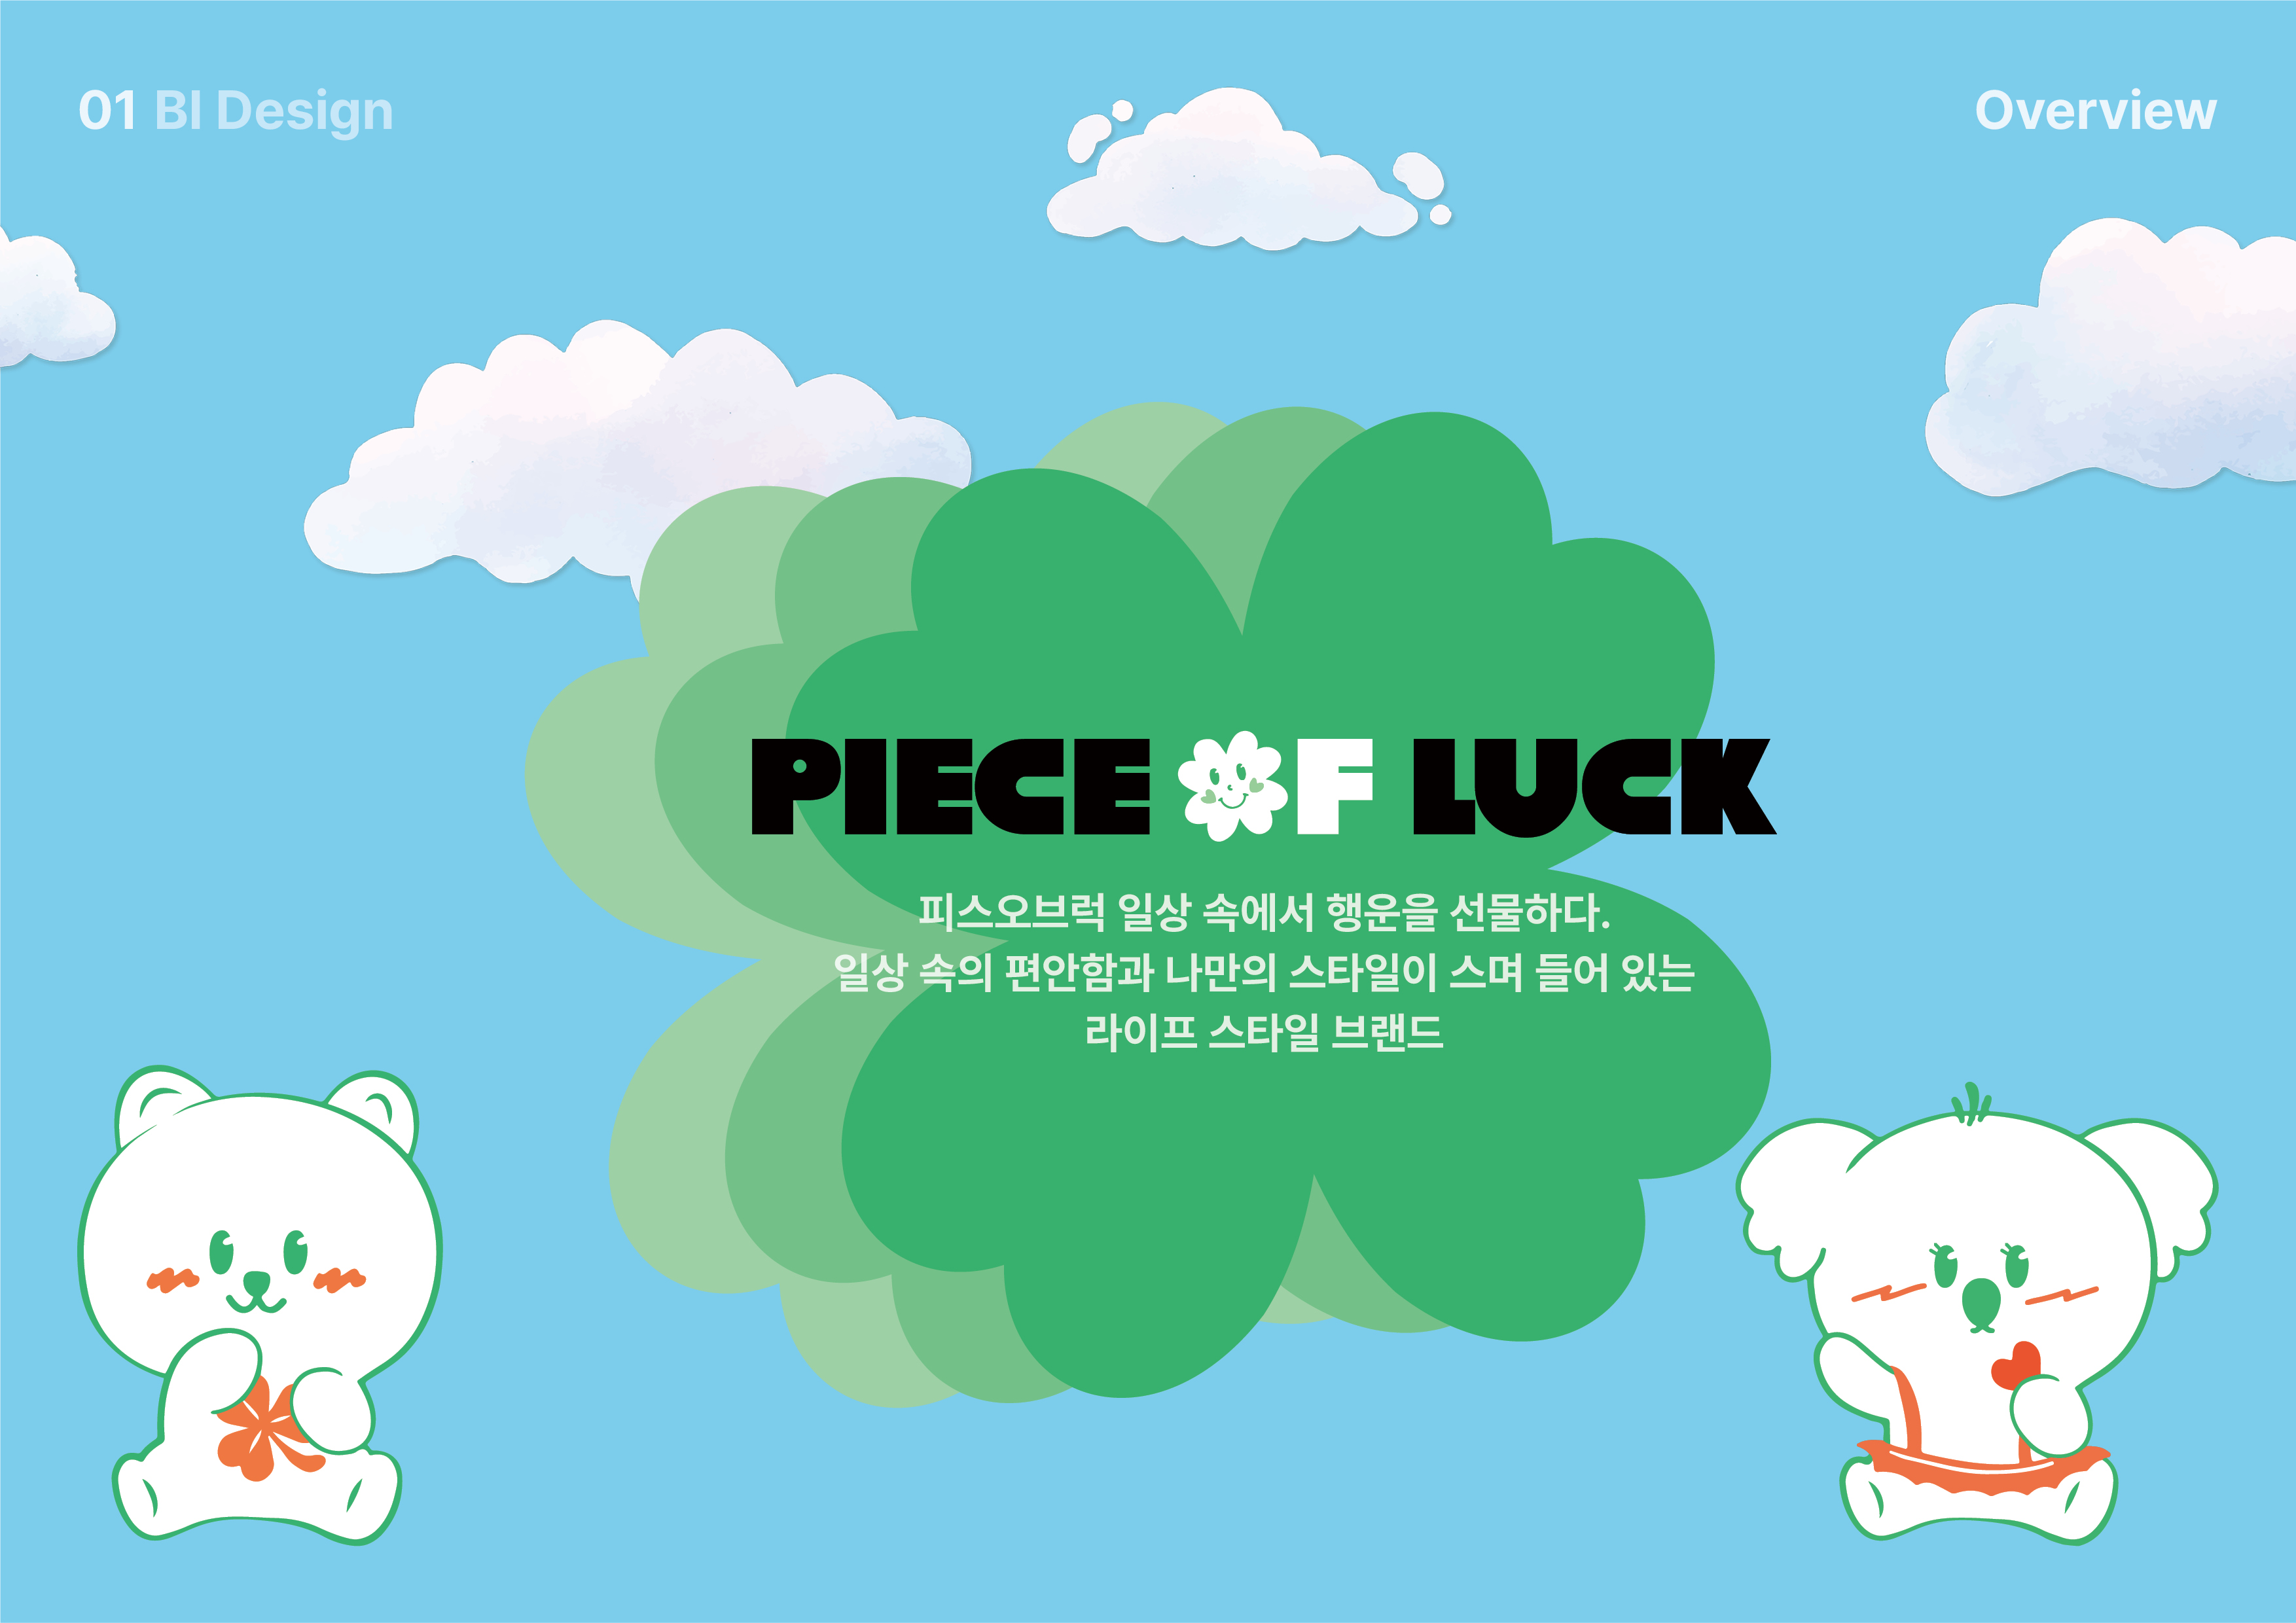 01 BI Design
Overview
PIECE OF LUCK
피스오브럭 일상 속에서 행운을 선물하다.
일상 속의 편안함과 나만의 스타일이 스며 들어 있는
라이프 스타일 브랜드